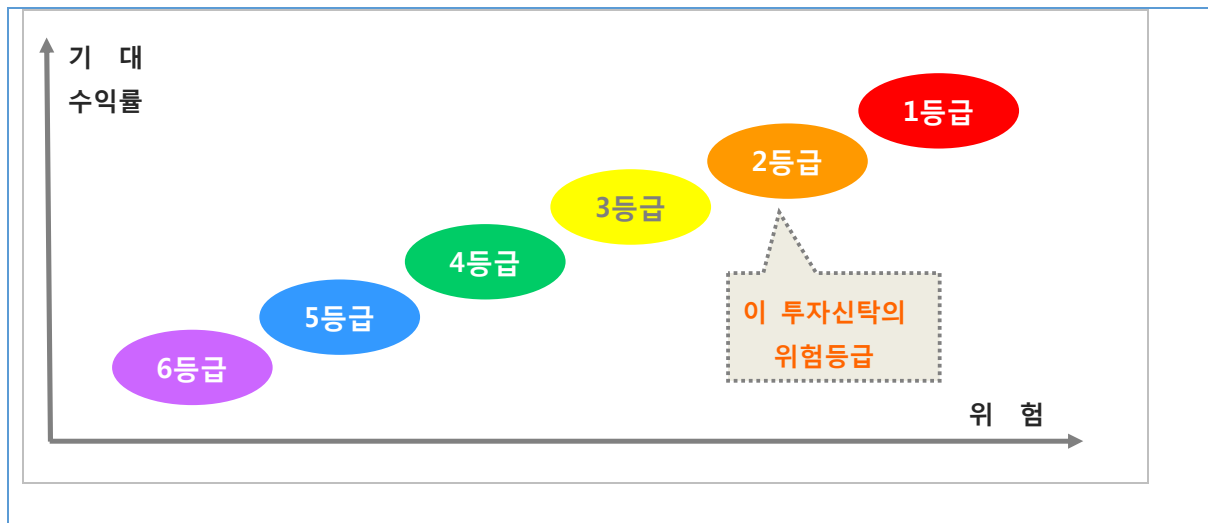 기 대
수익률
1등급
2등급
3등급
4등급
5등급
6등급
이 투자신탁의
위험등급
위 험